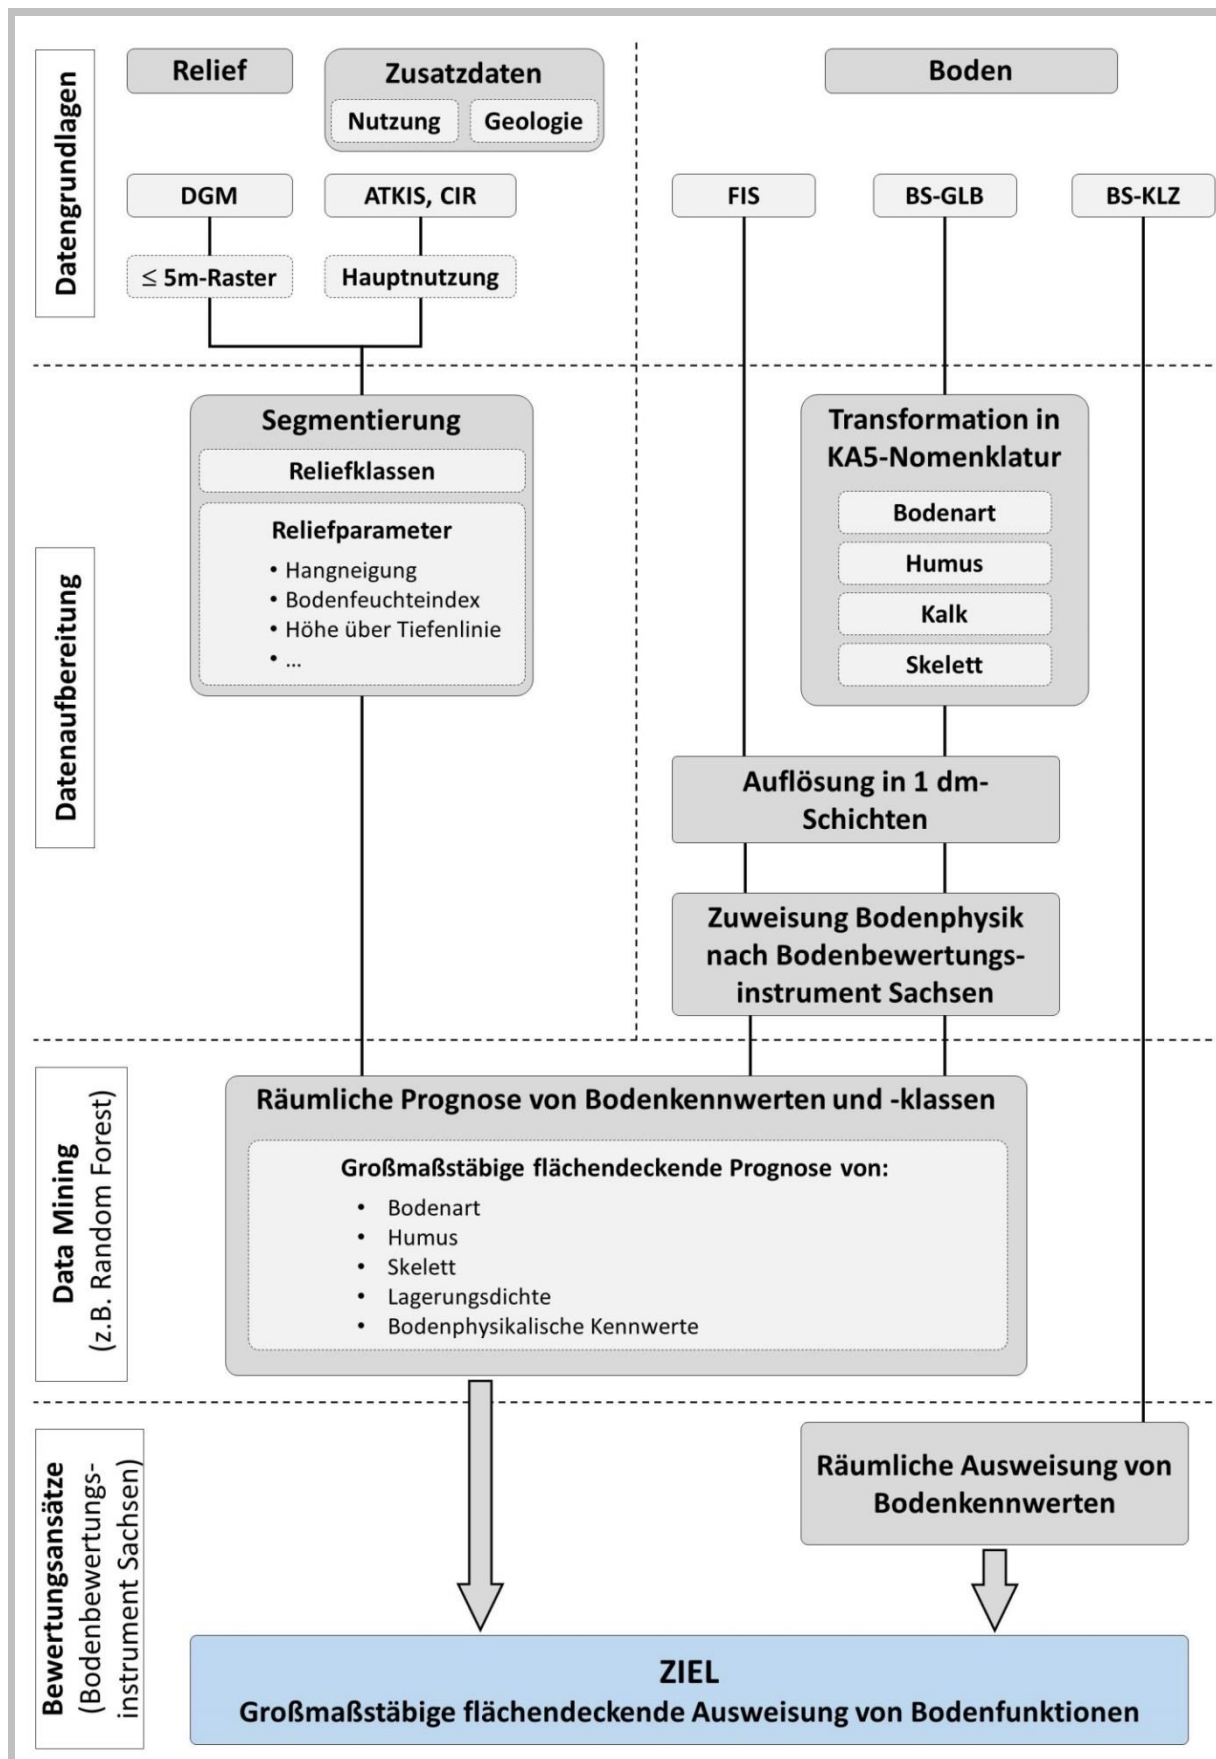 Datengrundlagen
Relief
Zusatzdaten
Nutzung
Geologie
Boden
DGM
ATKIS, CIR
FIS
BS-GLB
BS-KLZ
≤ 5m-Raster
Hauptnutzung
Datenaufbereitung
Segmentierung
Reliefklassen
Reliefparameter
• Hangneigung
• Bodenfeuchteindex
• Höhe über Tiefenlinie
• ...
Transformation in
KA5-Nomenklatur
Bodenart
Humus
Kalk
Skelett
Auflösung in 1 dm-
Schichten
Zuweisung Bodenphysik
nach Bodenbewertungs-
instrument Sachsen
Data Mining
(z.B. Random Forest)
Räumliche Prognose von Bodenkennwerten und -klassen
Großmaßstäbige flächendeckende Prognose von:
• Bodenart
• Humus
• Skelett
• Lagerungsdichte
• Bodenphysikalische Kennwerte
Bewertungsansätze
(Bodenbewertungs-
instrument Sachsen)
Räumliche Ausweisung von
Bodenkennwerten
ZIEL
Großmaßstäbige flächendeckende Ausweisung von Bodenfunktionen